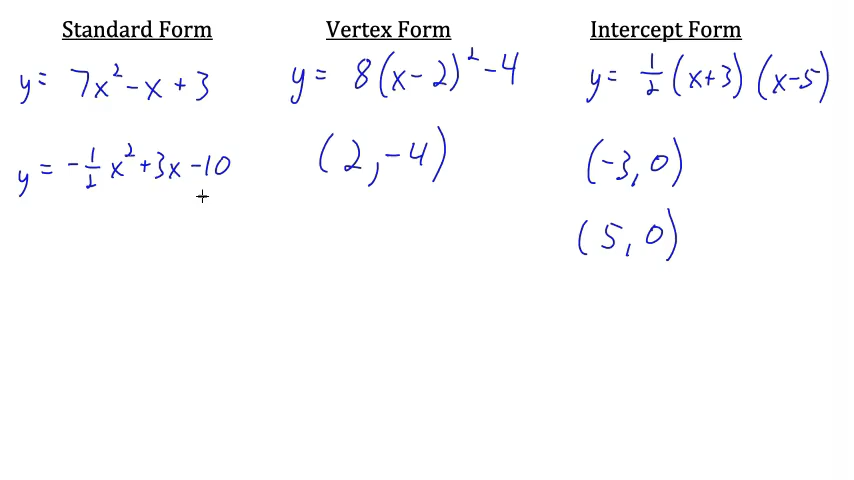 Standard Form
y = 7x² - x + 3
y = -½x² + 3x - 10
Vertex Form
y = 8(x - 2)² - 4
(2, -4)
Intercept Form
y = ½(x+3)(x-5)
(-3, 0)
(5, 0)